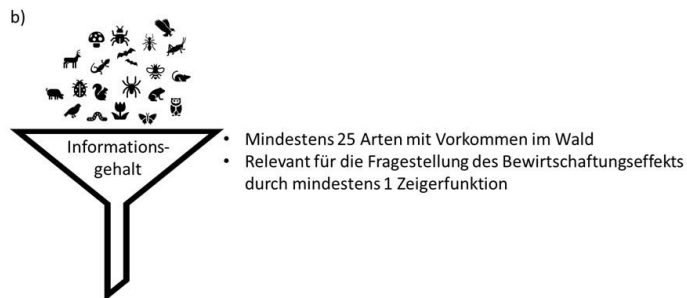 b)
Informations-
gehalt
• Mindestens 25 Arten mit Vorkommen im Wald
• Relevant für die Fragestellung des Bewirtschaftungseffekts
durch mindestens 1 Zeigerfunktion